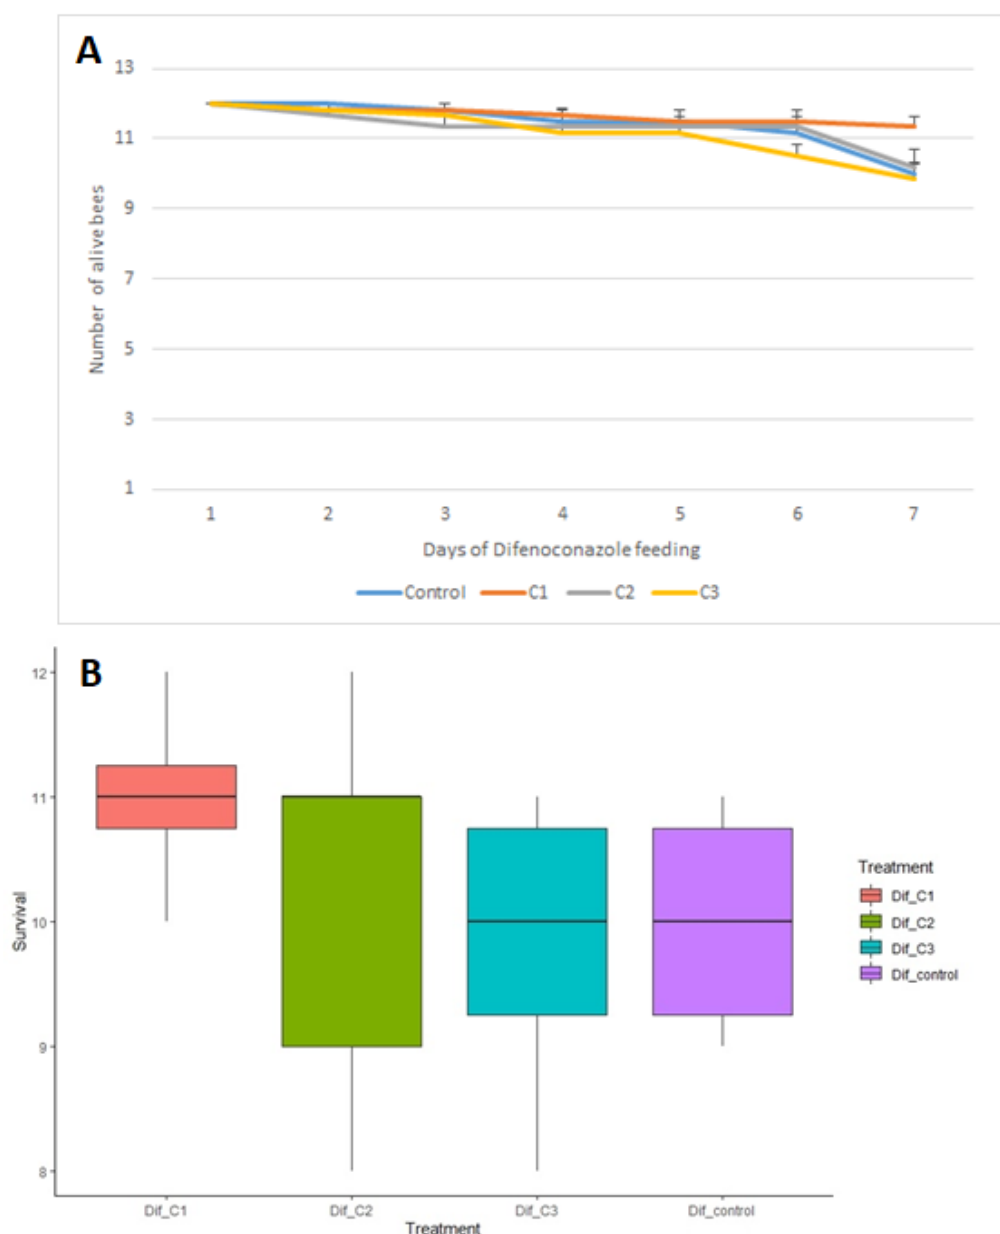 A
13
11
9
7
5
3
1
Number of alive bees
1 2 3 4 5 6 7
Days of Difenoconazole feeding
Control C1 C2 C3
B
12
11
10
9
8
Survival
Dif_C1 Dif_C2 Dif_C3 Dif_control
Treatment
Treatment
Dif_C1
Dif_C2
Dif_C3
Dif_control